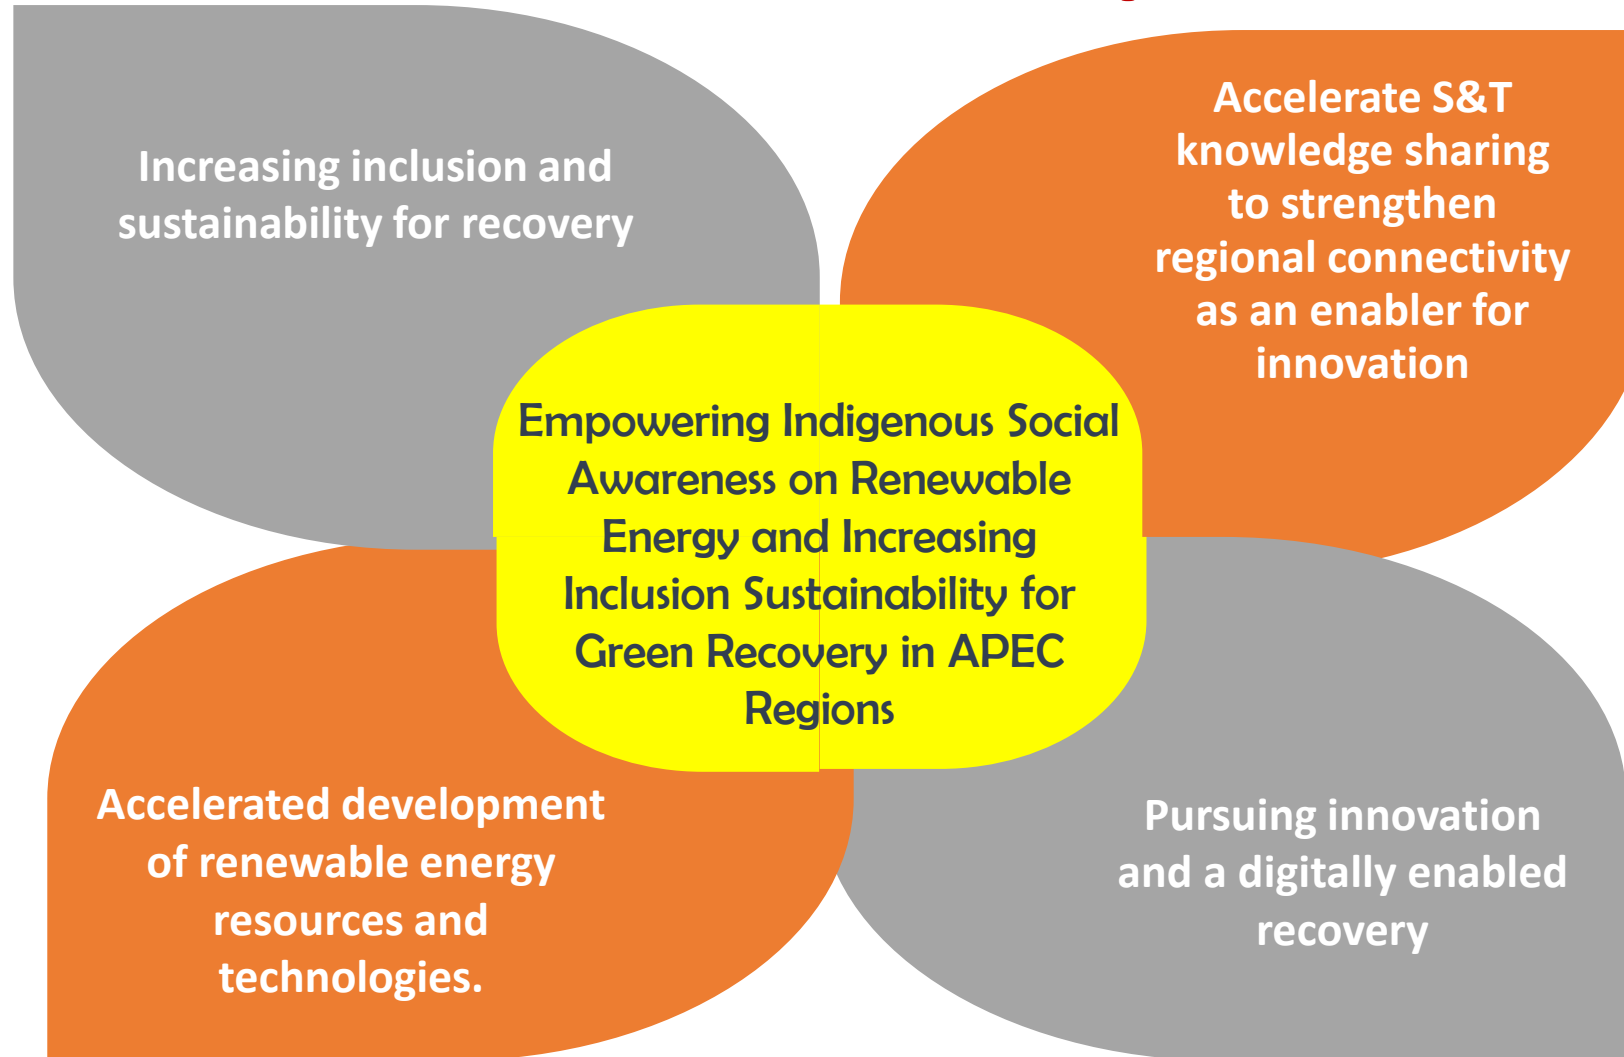 Increasing inclusion and
sustainability for recovery
Accelerate S&T
knowledge sharing
to strengthen
regional connectivity
as an enabler for
innovation
Empowering Indigenous Social
Awareness on Renewable
Energy and Increasing
Inclusion Sustainability for
Green Recovery in APEC
Regions
Accelerated development
of renewable energy
resources and
technologies.
Pursuing innovation
and a digitally enabled
recovery